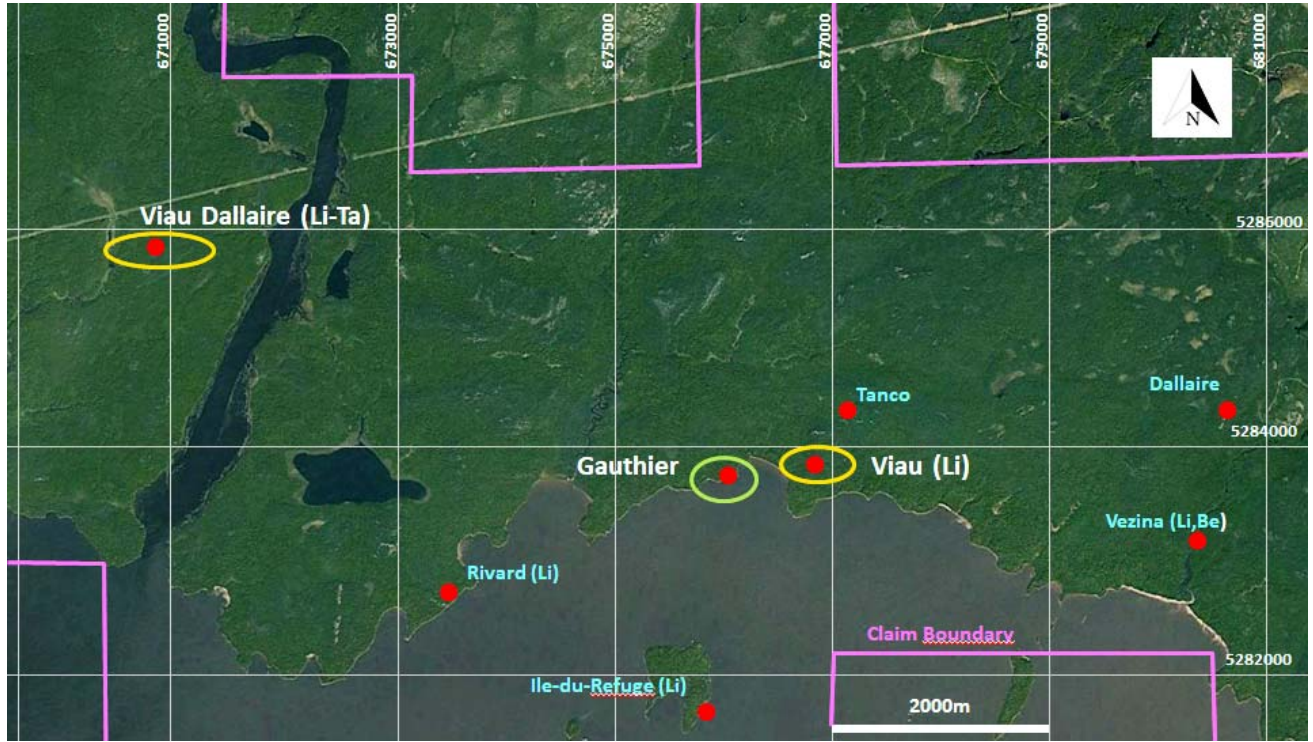 671000
673000
675000
677000
679000
681000
N
Viau Dallaire (Li-Ta)
5286000
Tanco
Dallaire
5284000
Gauthier
Viau (Li)
Vezina (Li,Be)
Rivard (Li)
Claim Boundary
5282000
Ile-du-Refuge (Li)
2000m